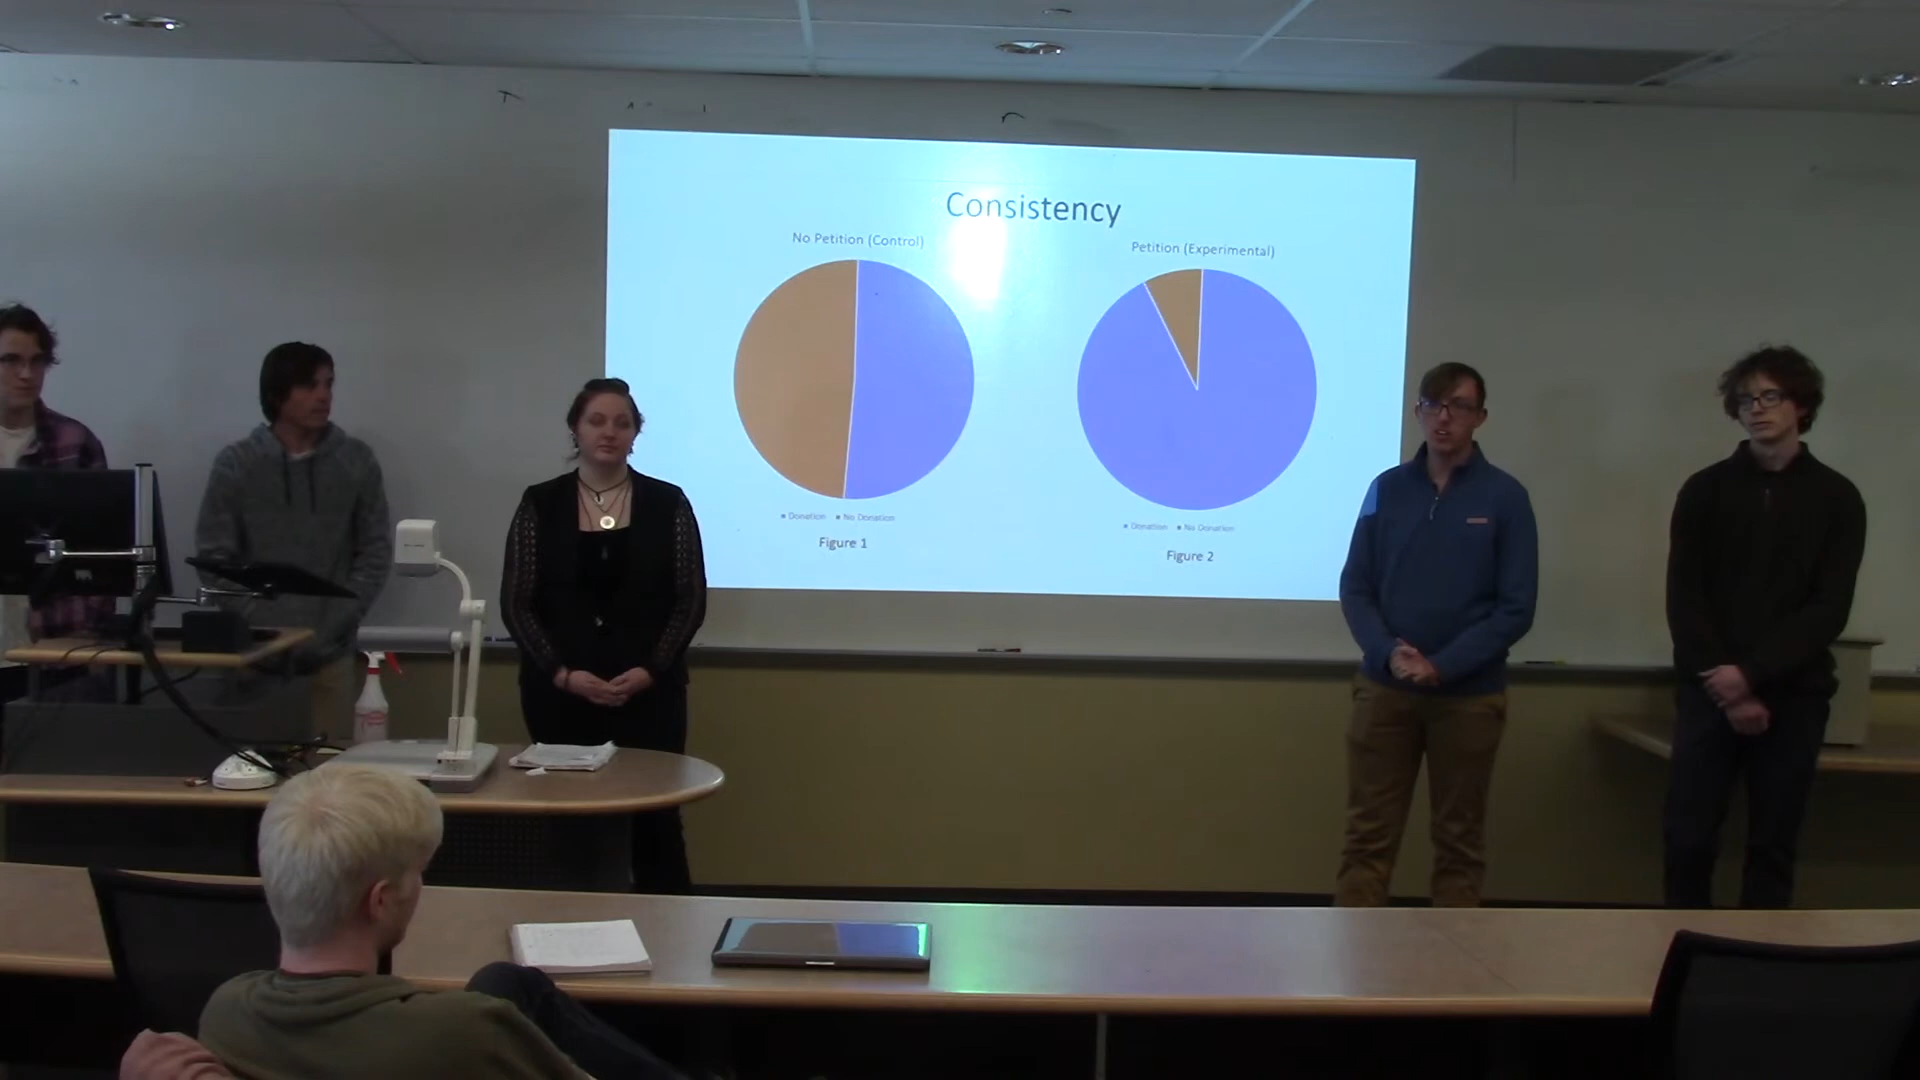 Consistency
No Petition (Control)
Petition (Experimental)
Donation No Donation
Donation No Donation
Figure 1
Figure 2